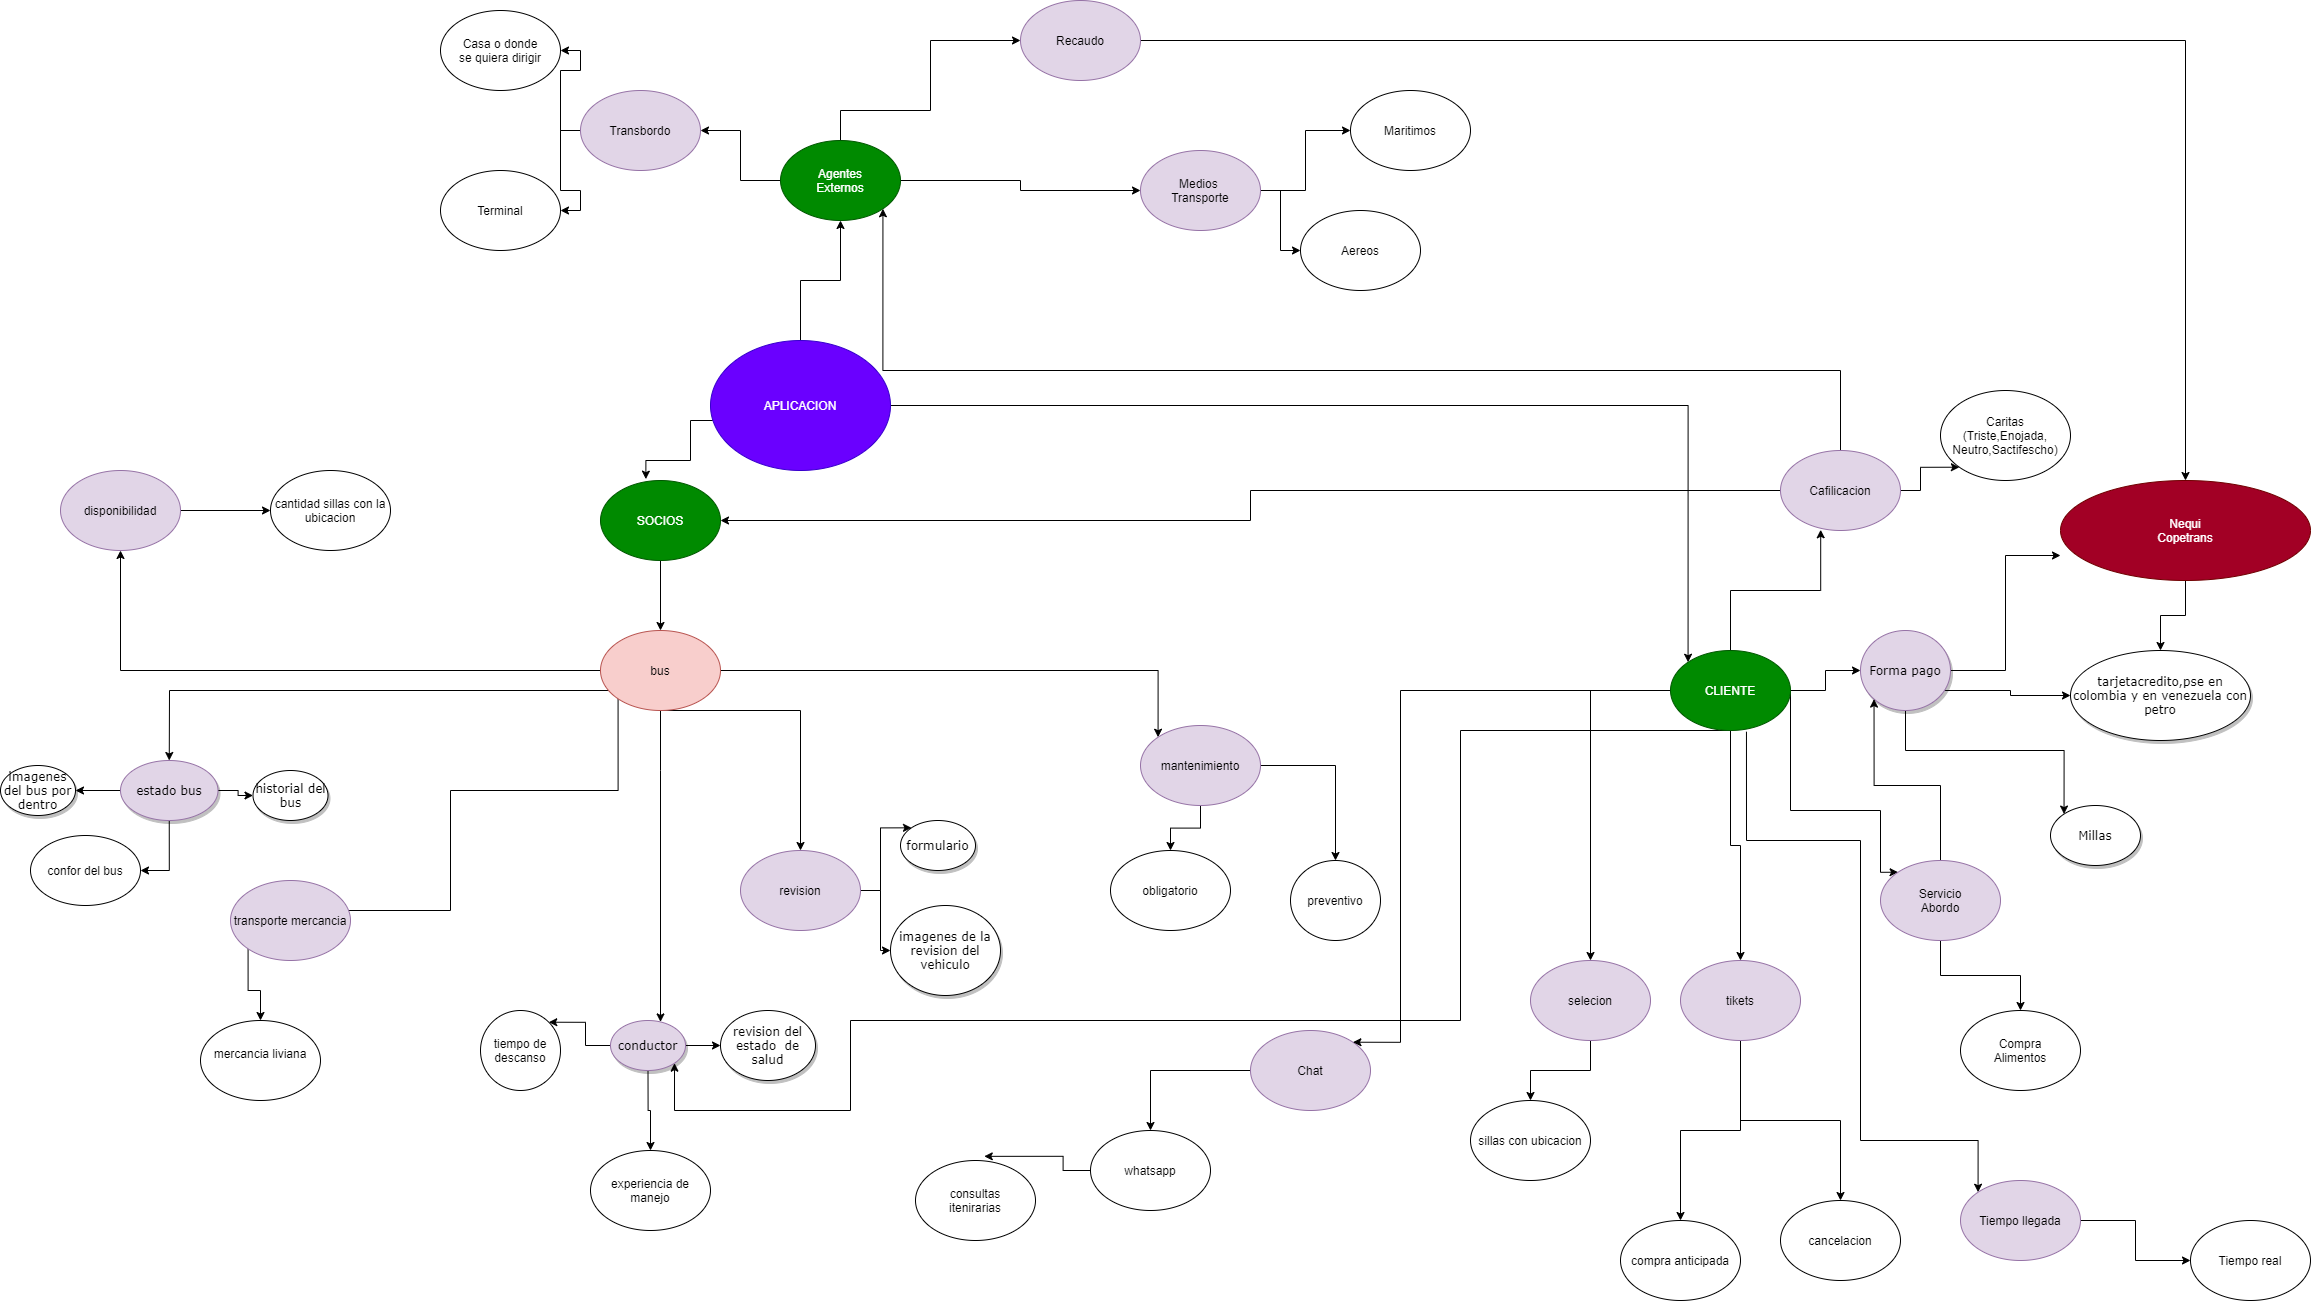 Recaudo
Casa o donde
se quiera dirigir
Transbordo
Maritimos
Agentes
Externos
Medios
Transporte
Terminal
Aereos
APLICACION
Caritas
(Triste,Enojada,
Neutro,Sactifescho)
Cafilicacion
disponibilidad
cantidad sillas con la
ubicacion
SOCIOS
Nequi
Copetrans
bus
CLIENTE
Forma pago
tarjetacredito,pse en
colombia y en venezuela con
petro
mantenimiento
Imagenes
del bus por
dentro
estado bus
historial del
bus
Millas
confor del bus
formulario
revision
obligatorio
preventivo
Servicio
Abordo
transporte mercancia
imagenes de la
revision del
vehiculo
selecion
tikets
mercancia liviana
tiempo de
descanso
conductor
revision del
estado  de
salud
Chat
Compra
Alimentos
sillas con ubicacion
whatsapp
experiencia de
manejo
consultas
itenirarias
Tiempo llegada
cancelacion
compra anticipada
Tiempo real